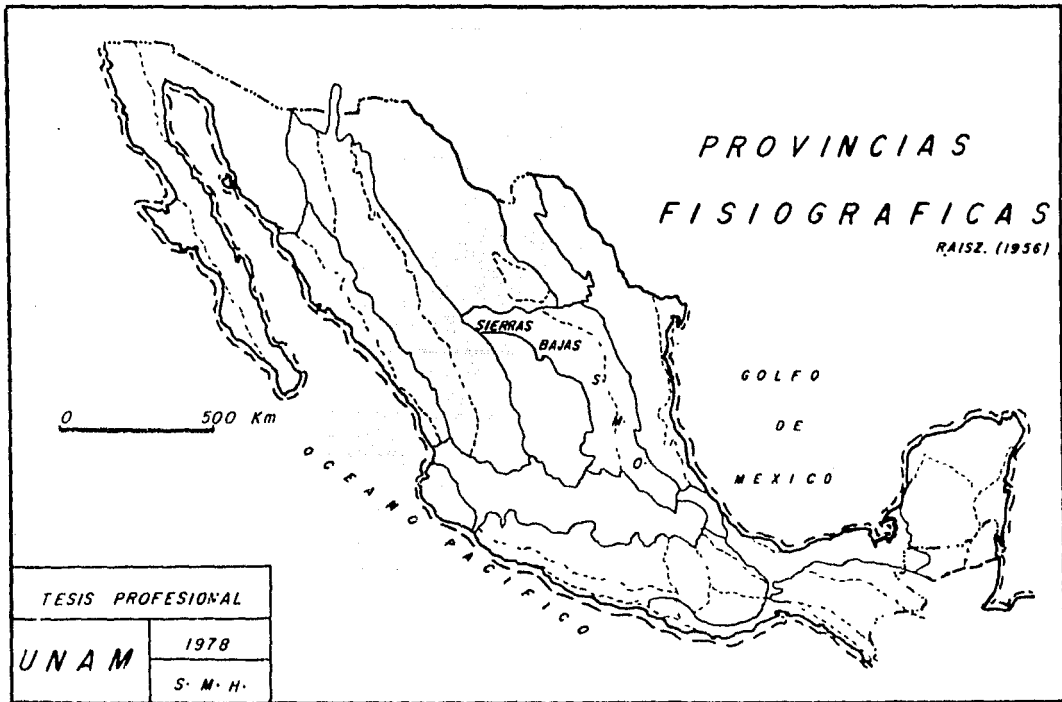 PROVINCIAS
FISIOGRAFICAS
RAISZ. (1956)
SIERRAS
BAJAS
S.
M.
O.
GOLFO
DE
MEXICO
0 500 Km
OCEANO PACIFICO
TESIS PROFESIONAL
UNAM
1978
S. M. H.